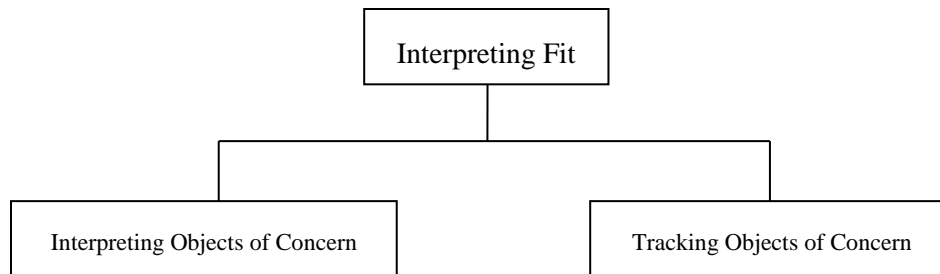 Interpreting Fit
Interpreting Objects of Concern
Tracking Objects of Concern